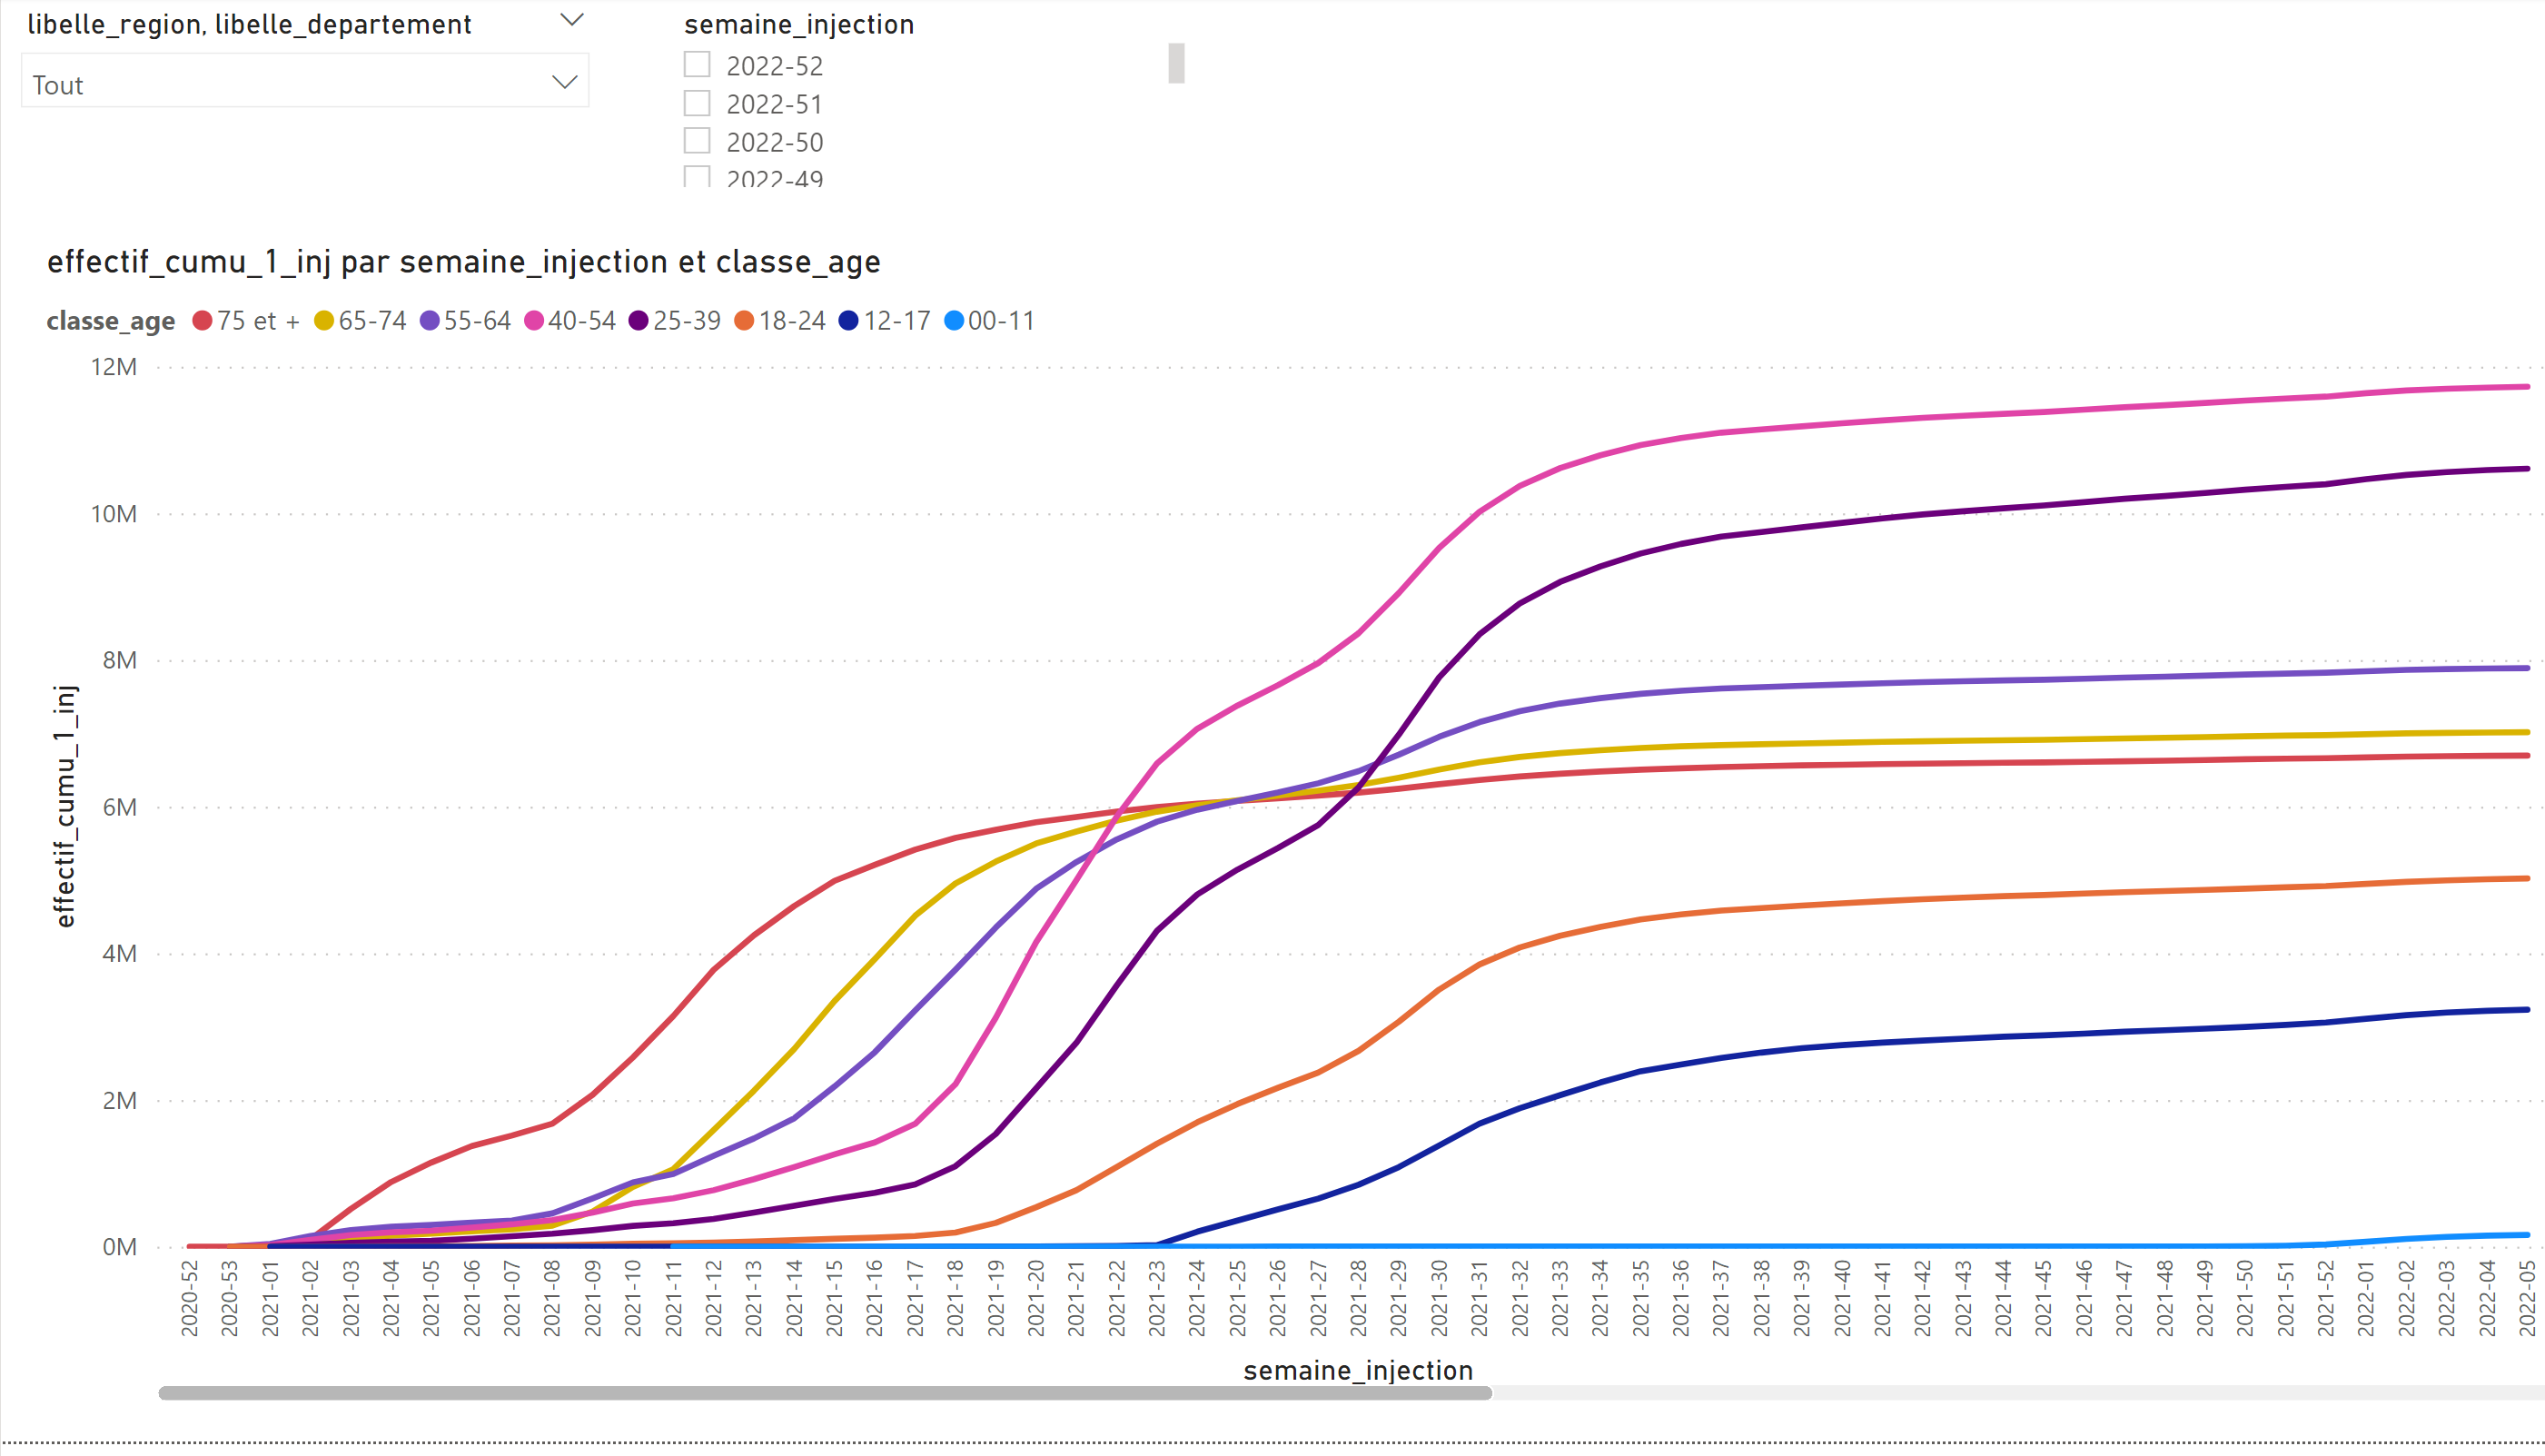 libelle_region, libelle_departement
Tout
semaine_injection
2022-52
2022-51
2022-50
2022-49
effectif_cumu_1_inj par semaine_injection et classe_age
classe_age 75 et + 65-74 55-64 40-54 25-39 18-24 12-17 00-11
12M
10M
8M
6M
4M
2M
0M
effectif_cumu_1_inj
2020-52 2020-53 2021-01 2021-02 2021-03 2021-04 2021-05 2021-06 2021-07 2021-08 2021-09 2021-10 2021-11 2021-12 2021-13 2021-14 2021-15 2021-16 2021-17 2021-18 2021-19 2021-20 2021-21 2021-22 2021-23 2021-24 2021-25 2021-26 2021-27 2021-28 2021-29 2021-30 2021-31 2021-32 2021-33 2021-34 2021-35 2021-36 2021-37 2021-38 2021-39 2021-40 2021-41 2021-42 2021-43 2021-44 2021-45 2021-46 2021-47 2021-48 2021-49 2021-50 2021-51 2021-52 2022-01 2022-02 2022-03 2022-04 2022-05
semaine_injection